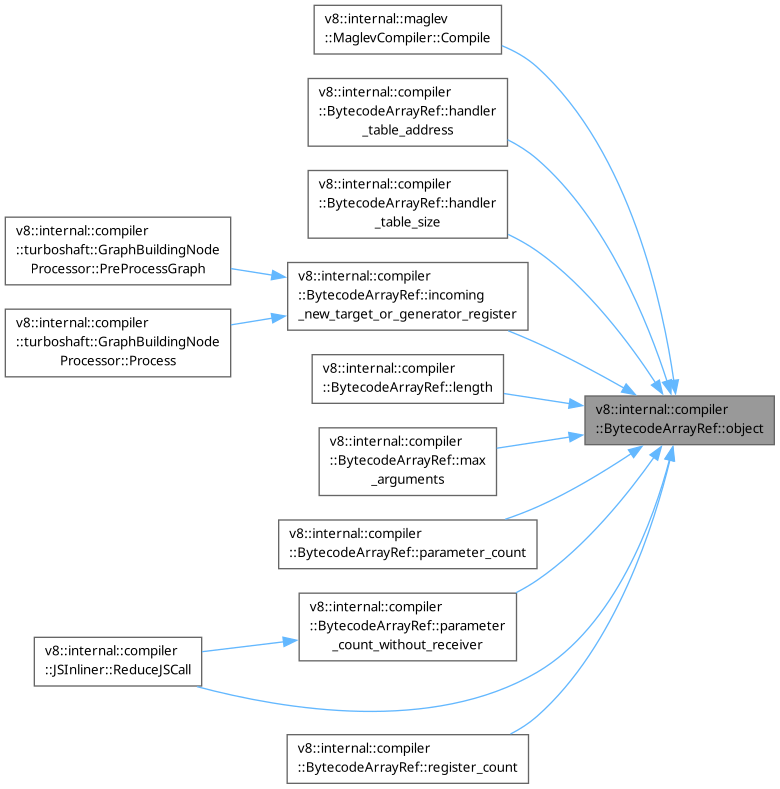 v8::internal::maglev
::MaglevCompiler::Compile
v8::internal::compiler
::BytecodeArrayRef::handler
_table_address
v8::internal::compiler
::BytecodeArrayRef::handler
_table_size
v8::internal::compiler
::turboshaft::GraphBuildingNode
Processor::PreProcessGraph
v8::internal::compiler
::BytecodeArrayRef::incoming
_new_target_or_generator_register
v8::internal::compiler
::turboshaft::GraphBuildingNode
Processor::Process
v8::internal::compiler
::BytecodeArrayRef::length
v8::internal::compiler
::BytecodeArrayRef::object
v8::internal::compiler
::BytecodeArrayRef::max
_arguments
v8::internal::compiler
::BytecodeArrayRef::parameter_count
v8::internal::compiler
::BytecodeArrayRef::parameter
_count_without_receiver
v8::internal::compiler
::JSInliner::ReduceJSCall
v8::internal::compiler
::BytecodeArrayRef::register_count